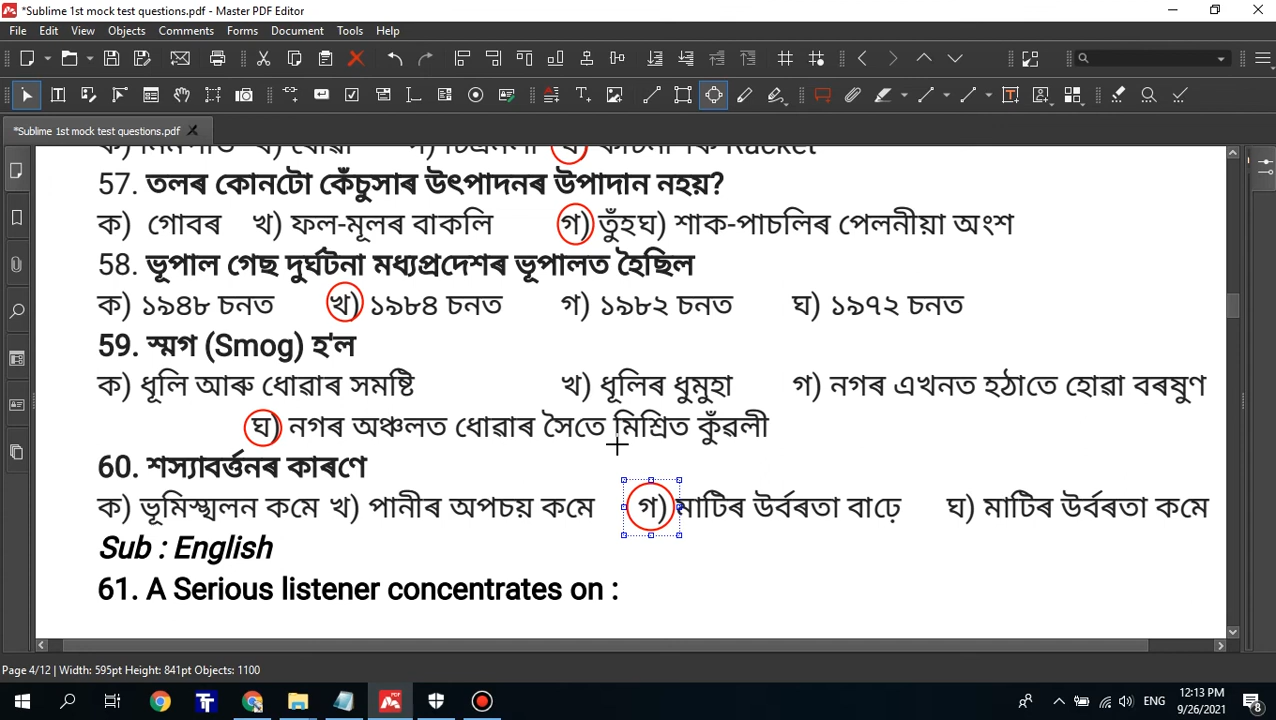 *Sublime 1st mock test questions.pdf - Master PDF Editor
File Edit View Objects Comments Forms Document Tools Help
*Sublime 1st mock test questions.pdf
57. তলৰ কোনটো কেঁচুসাৰ উৎপাদনৰ উপাদান নহয়?
ক) গোবৰ খ) ফল-মূলৰ বাকলি গ) তুঁহঘ) শাক-পাচলিৰ পেলনীয়া অংশ
58. ভূপাল গেছ দুৰ্ঘটনা মধ্যপ্ৰদেশৰ ভূপালত হৈছিল
ক) ১৯৪৮ চনত খ) ১৯৮৪ চনত গ) ১৯৮২ চনত ঘ) ১৯৭২ চনত
59. স্মগ (Smog) হ'ল
ক) ধূলি আৰু ধোৱাৰ সমষ্টি খ) ধূলিৰ ধুমুহা গ) নগৰ এখনত হঠাতে হোৱা বৰষুণ
ঘ) নগৰ অঞ্চলত ধোৱাৰ সৈতে মিশ্ৰিত কুঁৱলী
60. শস্যাবৰ্ত্তনৰ কাৰণে
ক) ভূমিস্খলন কমে খ) পানীৰ অপচয় কমে গ) মাটিৰ উৰ্বৰতা বাঢ়ে ঘ) মাটিৰ উৰ্বৰতা কমে
Sub : English
61. A Serious listener concentrates on :
Page 4/12 | Width: 595pt Height: 841pt Objects: 1100
ENG
12:13 PM
9/26/2021
8